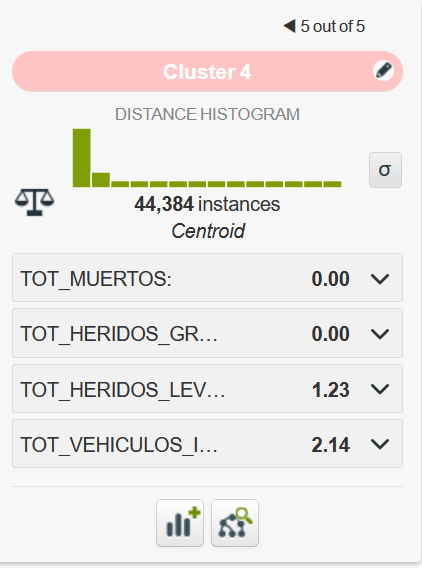 ◀ 5 out of 5
Cluster 4
DISTANCE HISTOGRAM
σ
44,384 instances
Centroid
TOT_MUERTOS: 0.00
TOT_HERIDOS_GR… 0.00
TOT_HERIDOS_LEV… 1.23
TOT_VEHICULOS_I… 2.14